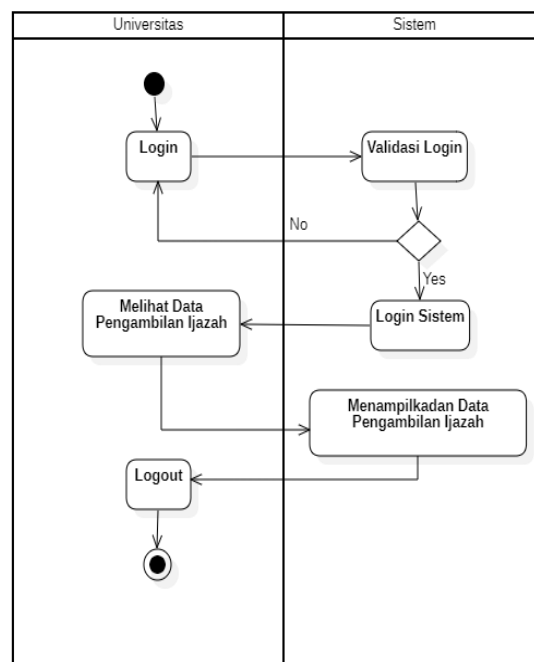 Universitas
Sistem
Login
Validasi Login
No
Yes
Melihat Data
Pengambilan Ijazah
Login Sistem
Menampilkadan Data
Pengambilan Ijazah
Logout